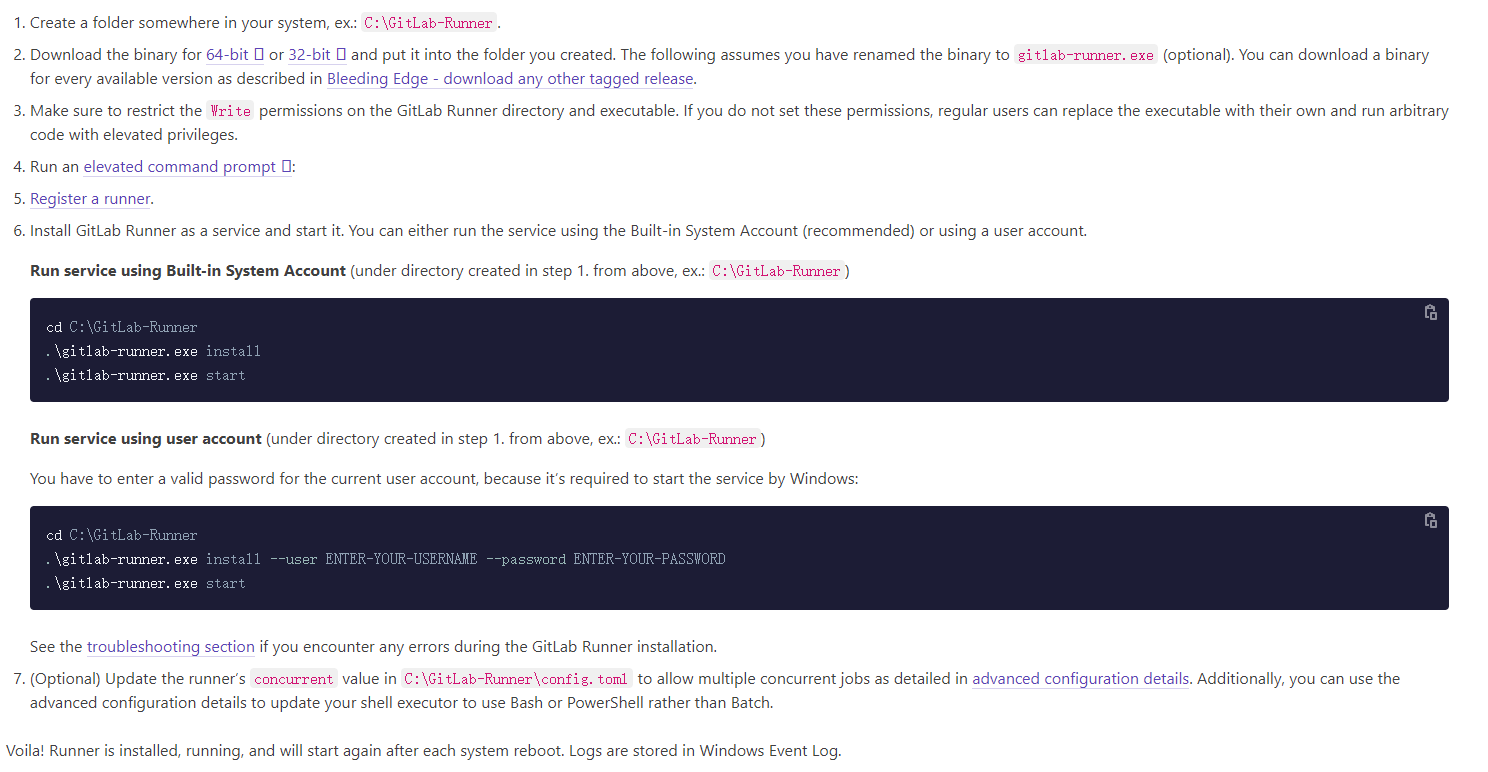 1. Create a folder somewhere in your system, ex.: C:\GitLab-Runner.
2. Download the binary for 64-bit or 32-bit and put it into the folder you created. The following assumes you have renamed the binary to gitlab-runner.exe (optional). You can download a binary
for every available version as described in Bleeding Edge - download any other tagged release.
3. Make sure to restrict the Write permissions on the GitLab Runner directory and executable. If you do not set these permissions, regular users can replace the executable with their own and run arbitrary
code with elevated privileges.
4. Run an elevated command prompt :
5. Register a runner.
6. Install GitLab Runner as a service and start it. You can either run the service using the Built-in System Account (recommended) or using a user account.
Run service using Built-in System Account (under directory created in step 1. from above, ex.: C:\GitLab-Runner)
cd C:\GitLab-Runner
.\gitlab-runner.exe install
.\gitlab-runner.exe start
Run service using user account (under directory created in step 1. from above, ex.: C:\GitLab-Runner)
You have to enter a valid password for the current user account, because it’s required to start the service by Windows:
cd C:\GitLab-Runner
.\gitlab-runner.exe install --user ENTER-YOUR-USERNAME --password ENTER-YOUR-PASSWORD
.\gitlab-runner.exe start
See the troubleshooting section if you encounter any errors during the GitLab Runner installation.
7. (Optional) Update the runner’s concurrent value in C:\GitLab-Runner\config.toml to allow multiple concurrent jobs as detailed in advanced configuration details. Additionally, you can use the
advanced configuration details to update your shell executor to use Bash or PowerShell rather than Batch.
Voila! Runner is installed, running, and will start again after each system reboot. Logs are stored in Windows Event Log.